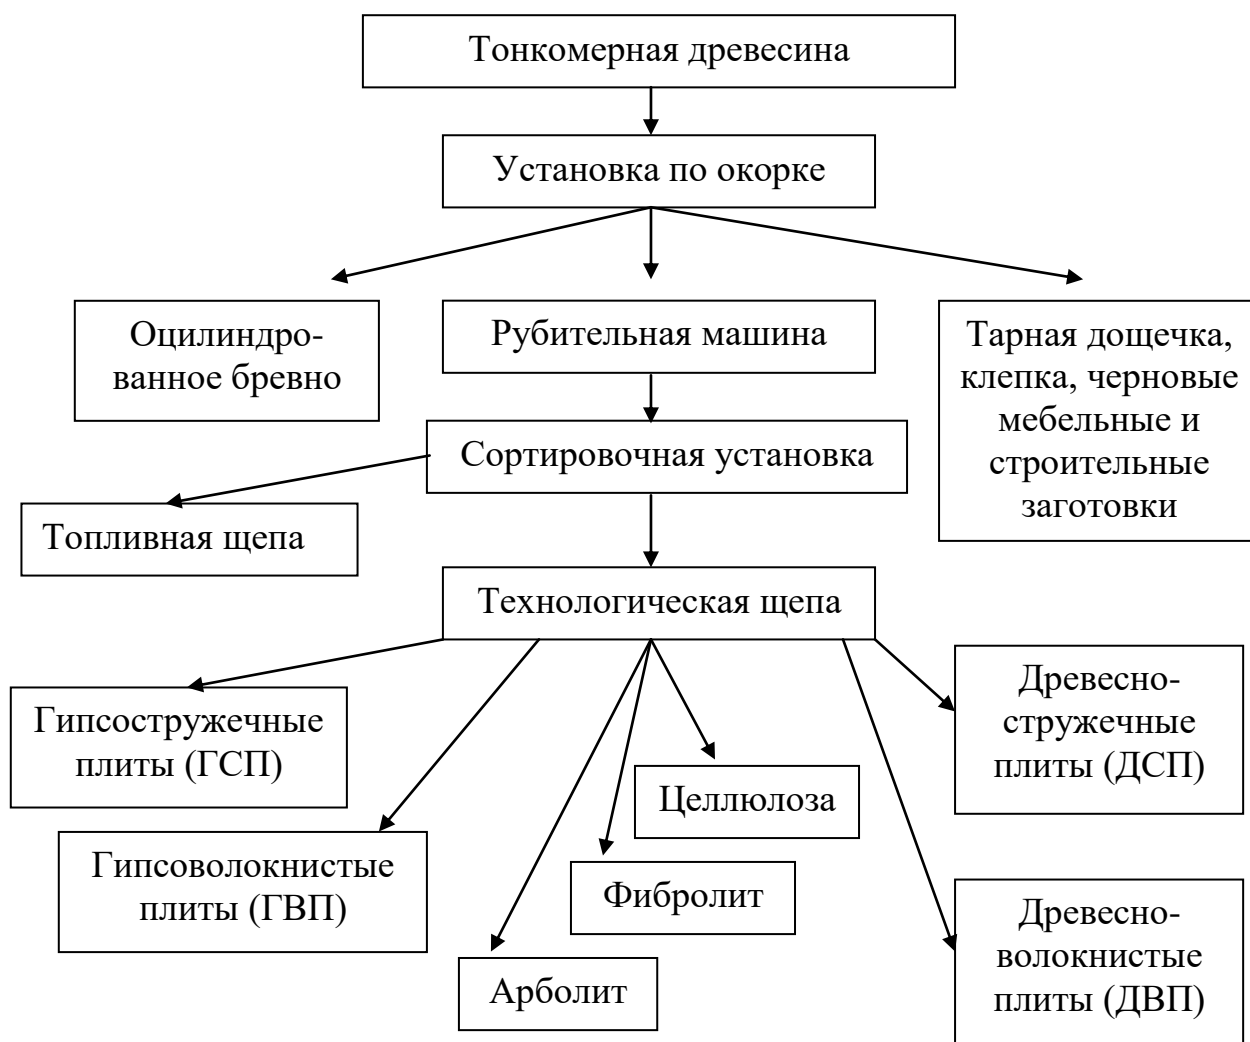 Тонкомерная древесина
Установка по окорке
Оцилиндро-
ванное бревно
Рубительная машина
Тарная дощечка,
клепка, черновые
мебельные и
строительные
заготовки
Сортировочная установка
Топливная щепа
Технологическая щепа
Гипсостружечные
плиты (ГСП)
Древесно-
стружечные
плиты (ДСП)
Целлюлоза
Гипсоволокнистые
плиты (ГВП)
Фибролит
Древесно-
волокнистые
плиты (ДВП)
Арболит